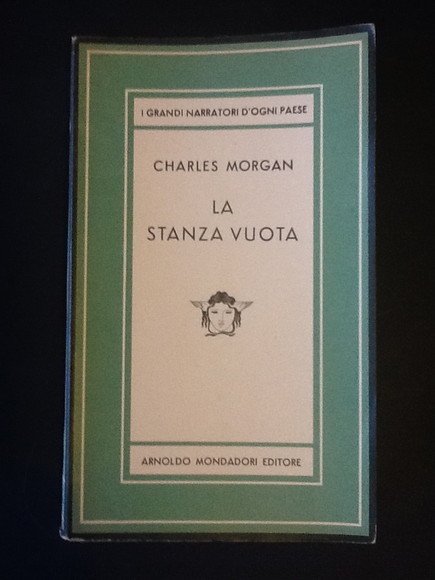 I GRANDI NARRATORI D'OGNI PAESE
CHARLES MORGAN
LA
STANZA VUOTA
ARNOLDO MONDADORI EDITORE